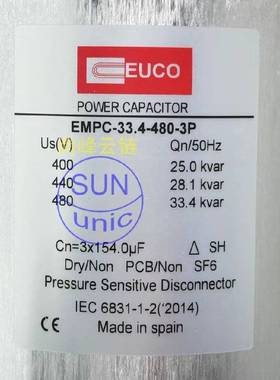 EUCO
POWER CAPACITOR
EMPC-33.4-480-3P
Us(V) Qn/50Hz
400 25.0 kvar
440 28.1 kvar
480 33.4 kvar
SUN
unic
Cn=3x154.0µF Δ SH
Dry/Non PCB/Non SF6
Pressure Sensitive Disconnector
IEC 6831-1-2('2014)
CE Made in spain